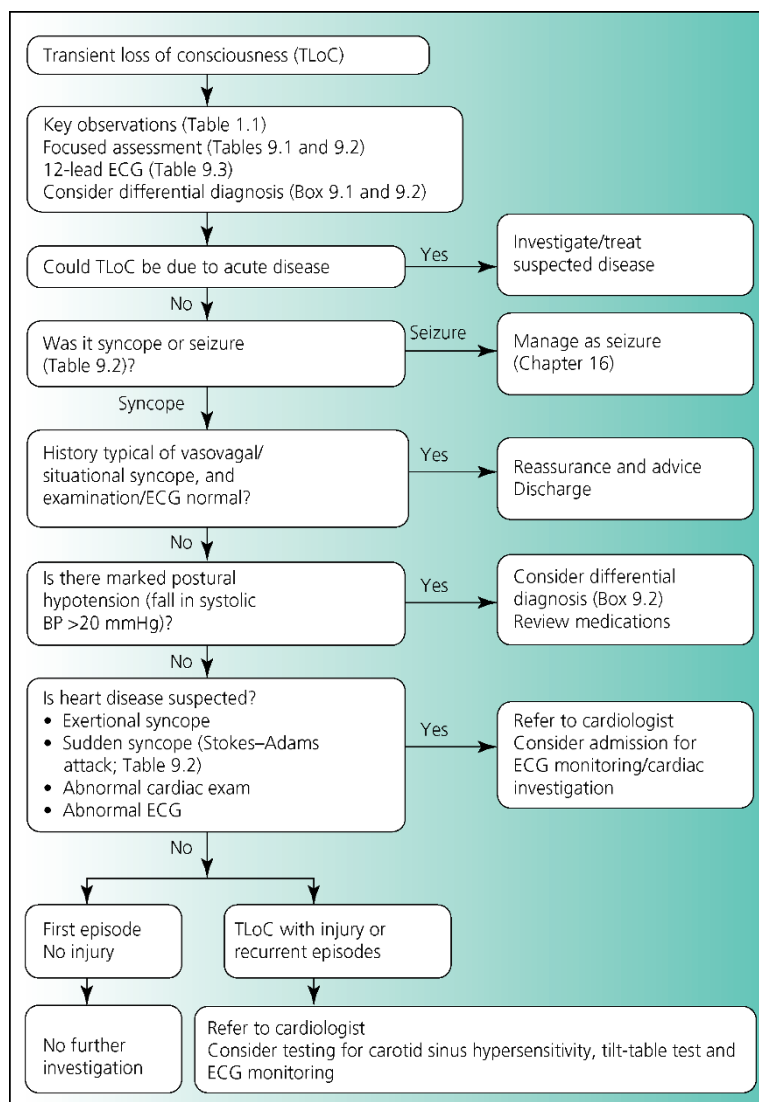 Transient loss of consciousness (TLoC)
Key observations (Table 1.1)
Focused assessment (Tables 9.1 and 9.2)
12-lead ECG (Table 9.3)
Consider differential diagnosis (Box 9.1 and 9.2)
Could TLoC be due to acute disease
Yes
Investigate/treat
suspected disease
No
Was it syncope or seizure
(Table 9.2)?
Seizure
Manage as seizure
(Chapter 16)
Syncope
History typical of vasovagal/
situational syncope, and
examination/ECG normal?
Yes
Reassurance and advice
Discharge
No
Is there marked postural
hypotension (fall in systolic
BP >20 mmHg)?
Yes
Consider differential
diagnosis (Box 9.2)
Review medications
No
Is heart disease suspected?
• Exertional syncope
• Sudden syncope (Stokes–Adams
attack; Table 9.2)
• Abnormal cardiac exam
• Abnormal ECG
Yes
Refer to cardiologist
Consider admission for
ECG monitoring/cardiac
investigation
No
First episode
No injury
TLoC with injury or
recurrent episodes
No further
investigation
Refer to cardiologist
Consider testing for carotid sinus hypersensitivity, tilt-table test and
ECG monitoring